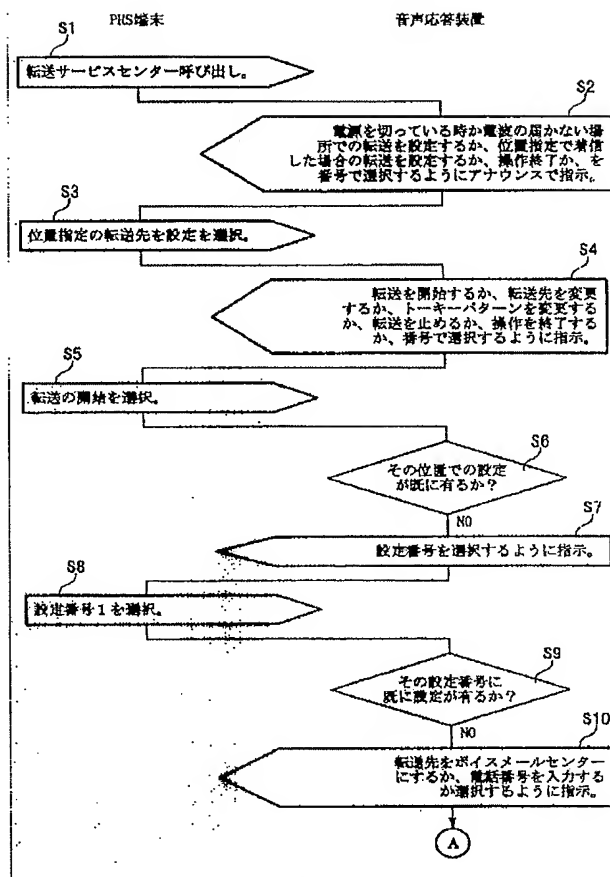 PHS端末
音声応答装置
S1
転送サービスセンター呼び出し。
S2
電源を切っている時か電波の届かない場
所での転送を設定するか、位置指定で着信
した場合の転送を設定するか、操作終了か、を
番号で選択するようにアナウンスで指示。
S3
位置指定の転送先を設定を選択。
S4
転送を開始するか、転送先を変更
するか、トーキーパターンを変更する
か、転送を止めるか、操作を終了する
か、番号で選択するように指示。
S5
転送の開始を選択。
S6
その位置での設定
が既に有るか?
NO
S7
設定番号を選択するように指示。
S8
設定番号1を選択。
S9
その設定番号に
既に設定が有るか?
NO
S10
転送先をボイスメールセンター
にするか、電話番号を入力する
か選択するように指示。
A